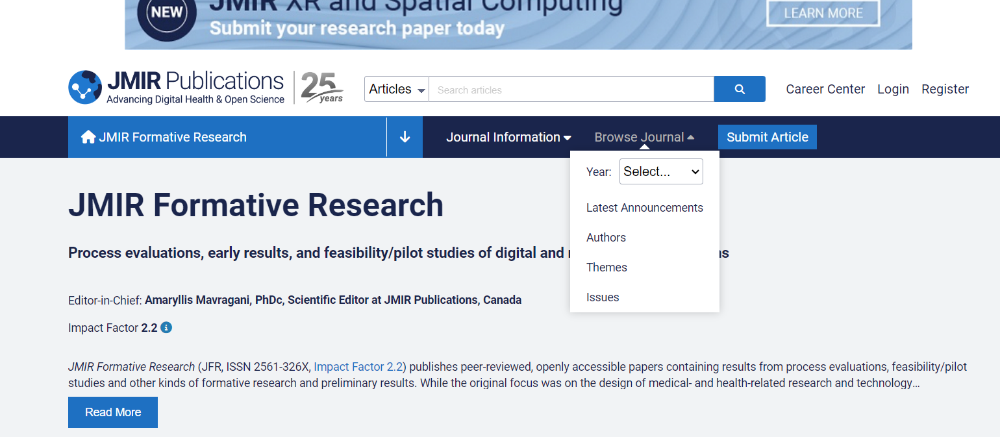 NEW
JMIR XR and Spatial Computing
Submit your research paper today
LEARN MORE
JMIR Publications
Advancing Digital Health & Open Science
25
years
Articles
Search articles
Career Center
Login
Register
JMIR Formative Research
Journal Information
Browse Journal
Submit Article
Year:
Select...
Latest Announcements
Authors
Themes
Issues
JMIR Formative Research
Process evaluations, early results, and feasibility/pilot studies of digital and
Editor-in-Chief: Amaryllis Mavragani, PhDc, Scientific Editor at JMIR Publications, Canada
Impact Factor 2.2
JMIR Formative Research (JFR, ISSN 2561-326X, Impact Factor 2.2) publishes peer-reviewed, openly accessible papers containing results from process evaluations, feasibility/pilot
studies and other kinds of formative research and preliminary results. While the original focus was on the design of medical- and health-related research and technology…
Read More